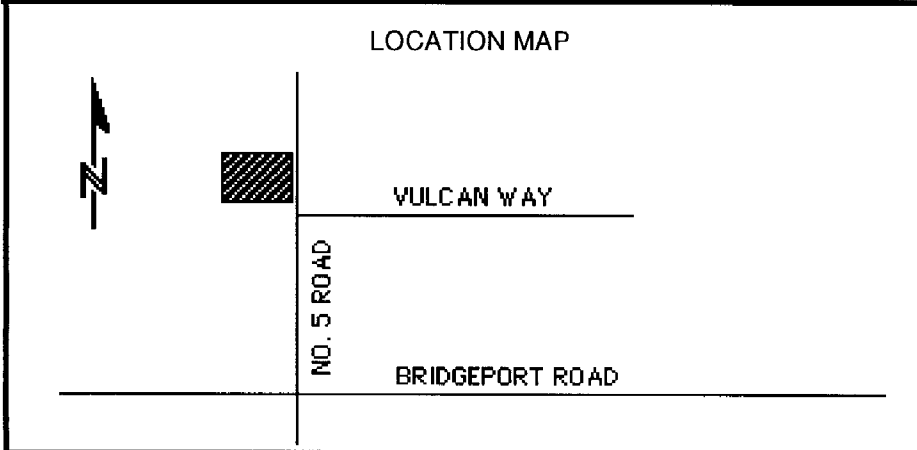 LOCATION MAP
N
VULCAN WAY
NO. 5 ROAD
BRIDGEPORT ROAD